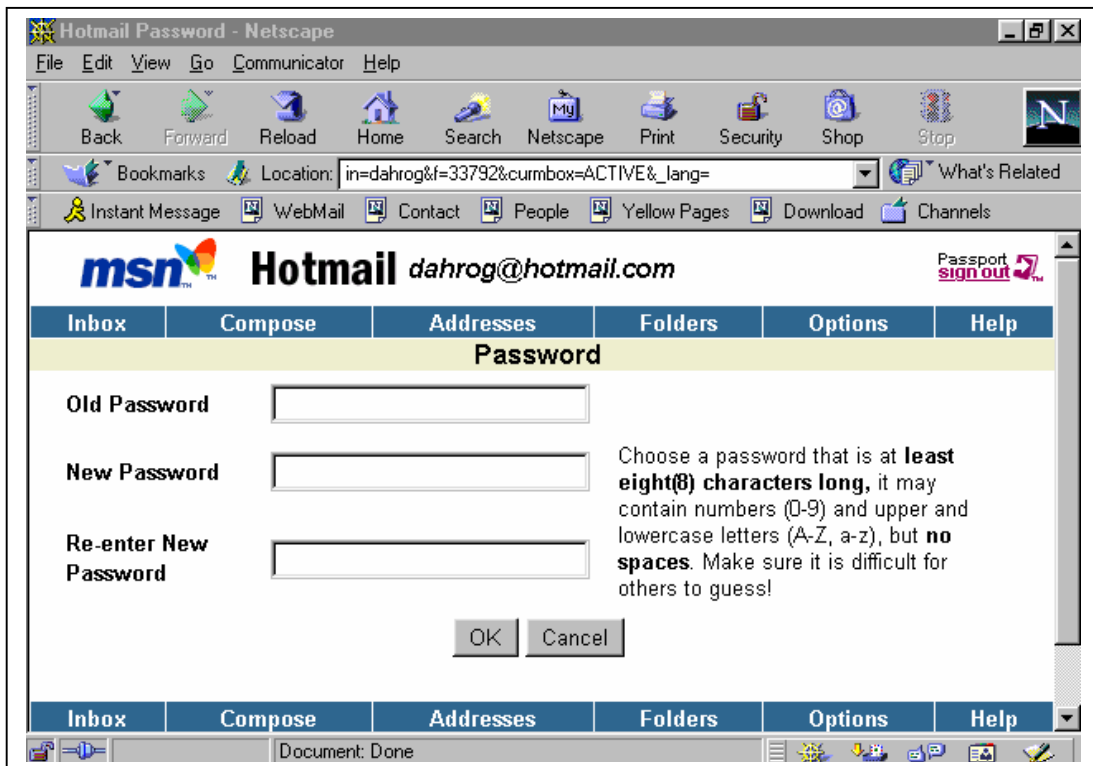 Hotmail Password - Netscape
File Edit View Go Communicator Help
Back Forward Reload Home Search Netscape Print Security Shop Stop
My
N
Bookmarks Location: in=dahrog&f=33792&curmbox=ACTIVE&_lang= What's Related
Instant Message WebMail Contact People Yellow Pages Download Channels
msn™ Hotmail dahrog@hotmail.com Passport
sign out™
Inbox Compose Addresses Folders Options Help
Password
Old Password
New Password
Choose a password that is at least
eight(8) characters long, it may
contain numbers (0-9) and upper and
lowercase letters (A-Z, a-z), but no
spaces. Make sure it is difficult for
others to guess!
Re-enter New
Password
OK Cancel
Inbox Compose Addresses Folders Options Help
Document: Done